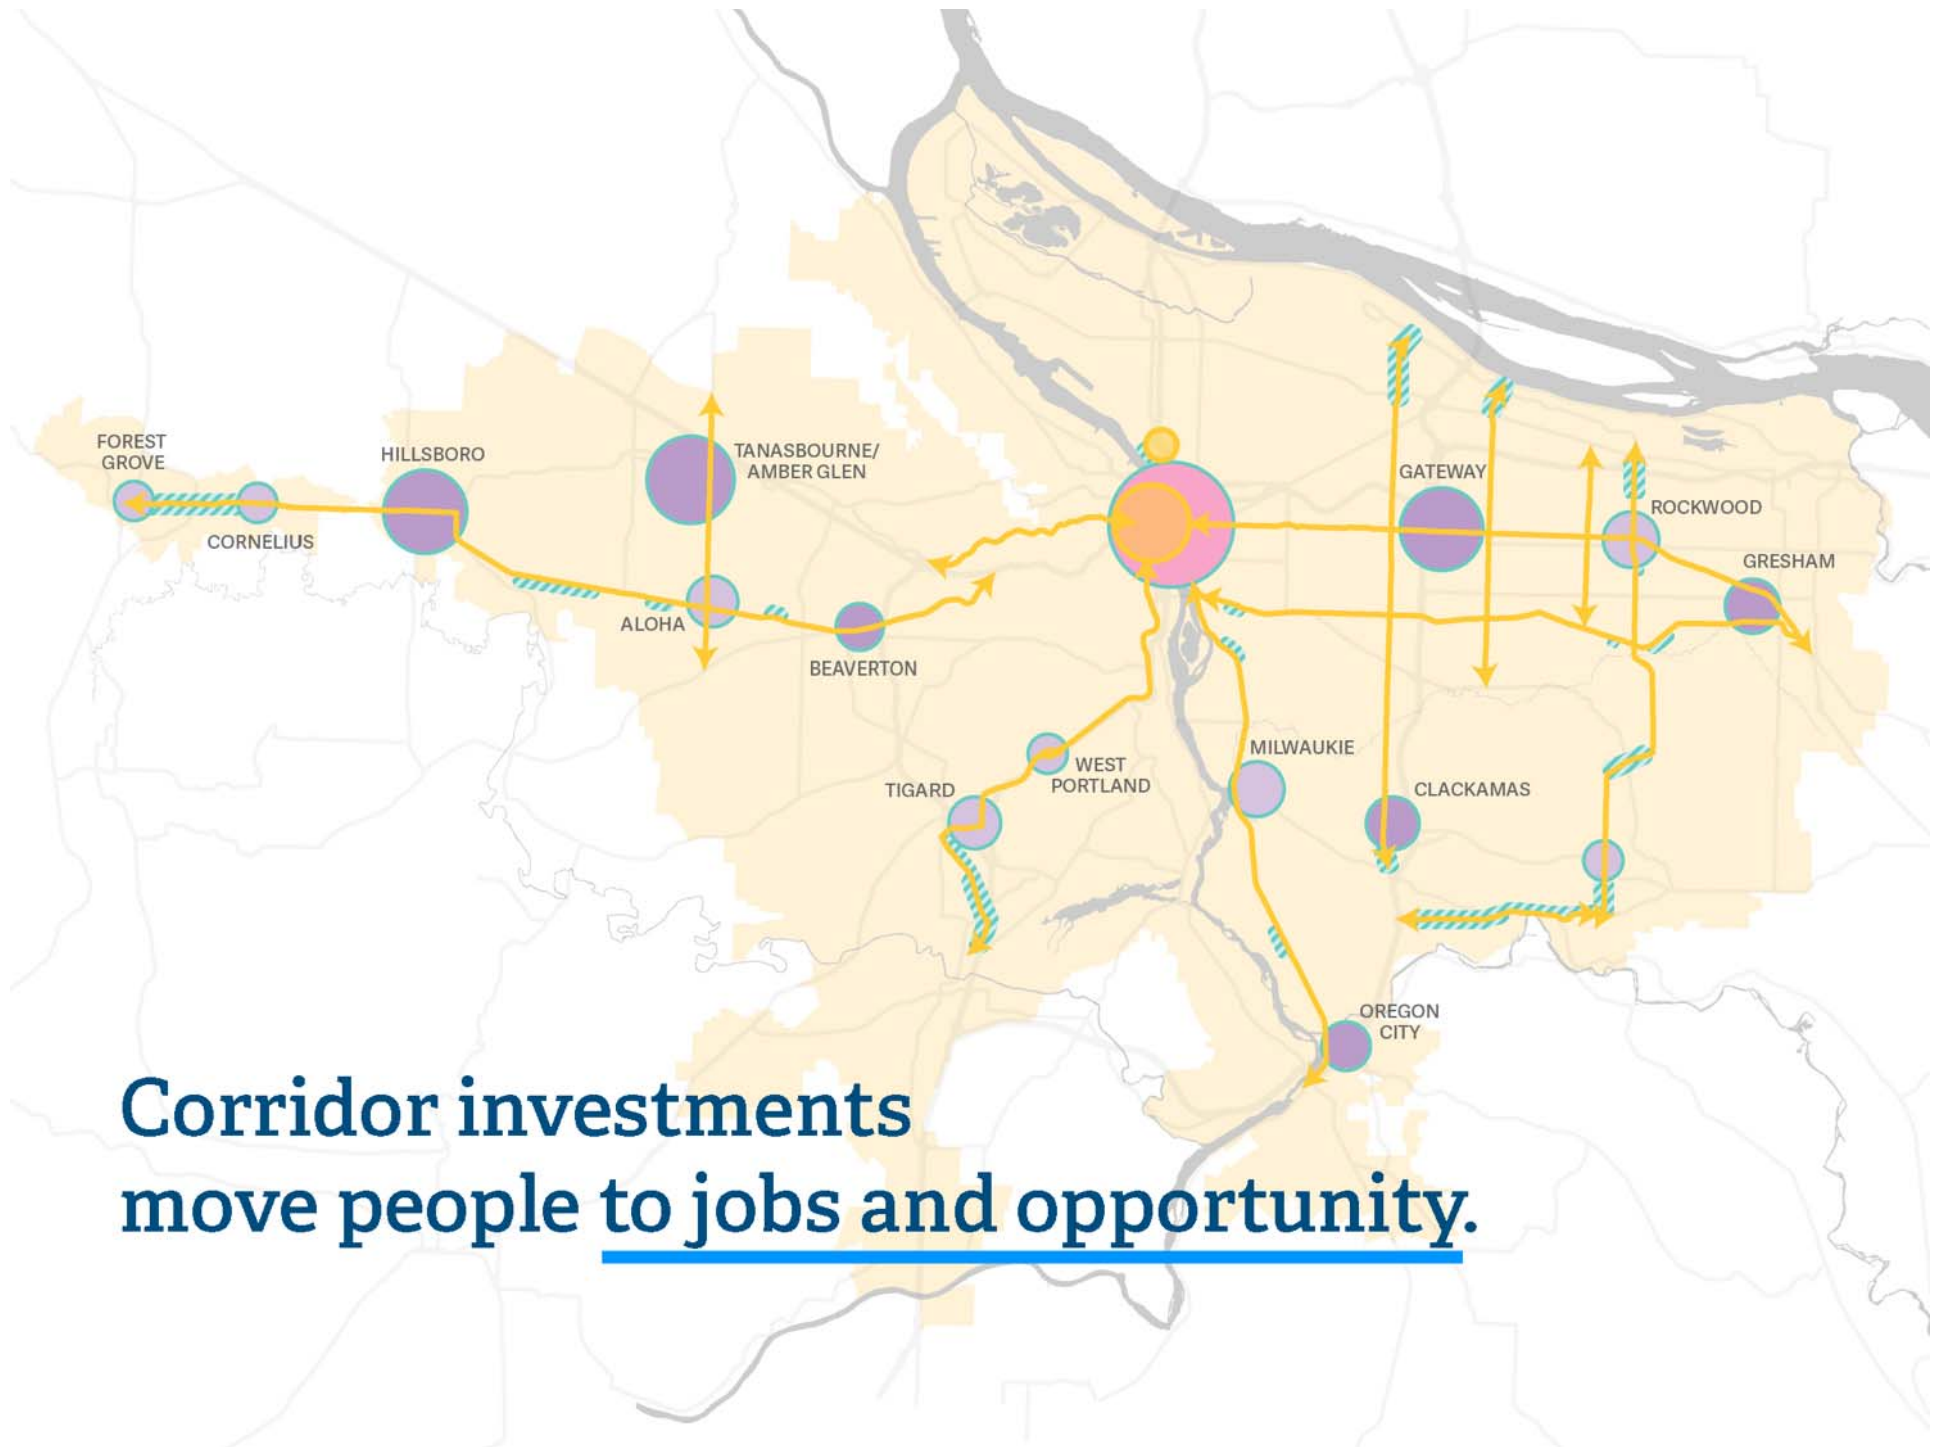 FOREST
GROVE
HILLSBORO
TANASBOURNE/
AMBER GLEN
GATEWAY
ROCKWOOD
CORNELIUS
GRESHAM
ALOHA
BEAVERTON
MILWAUKIE
WEST
PORTLAND
TIGARD
CLACKAMAS
OREGON
CITY
Corridor investments
move people to jobs and opportunity.